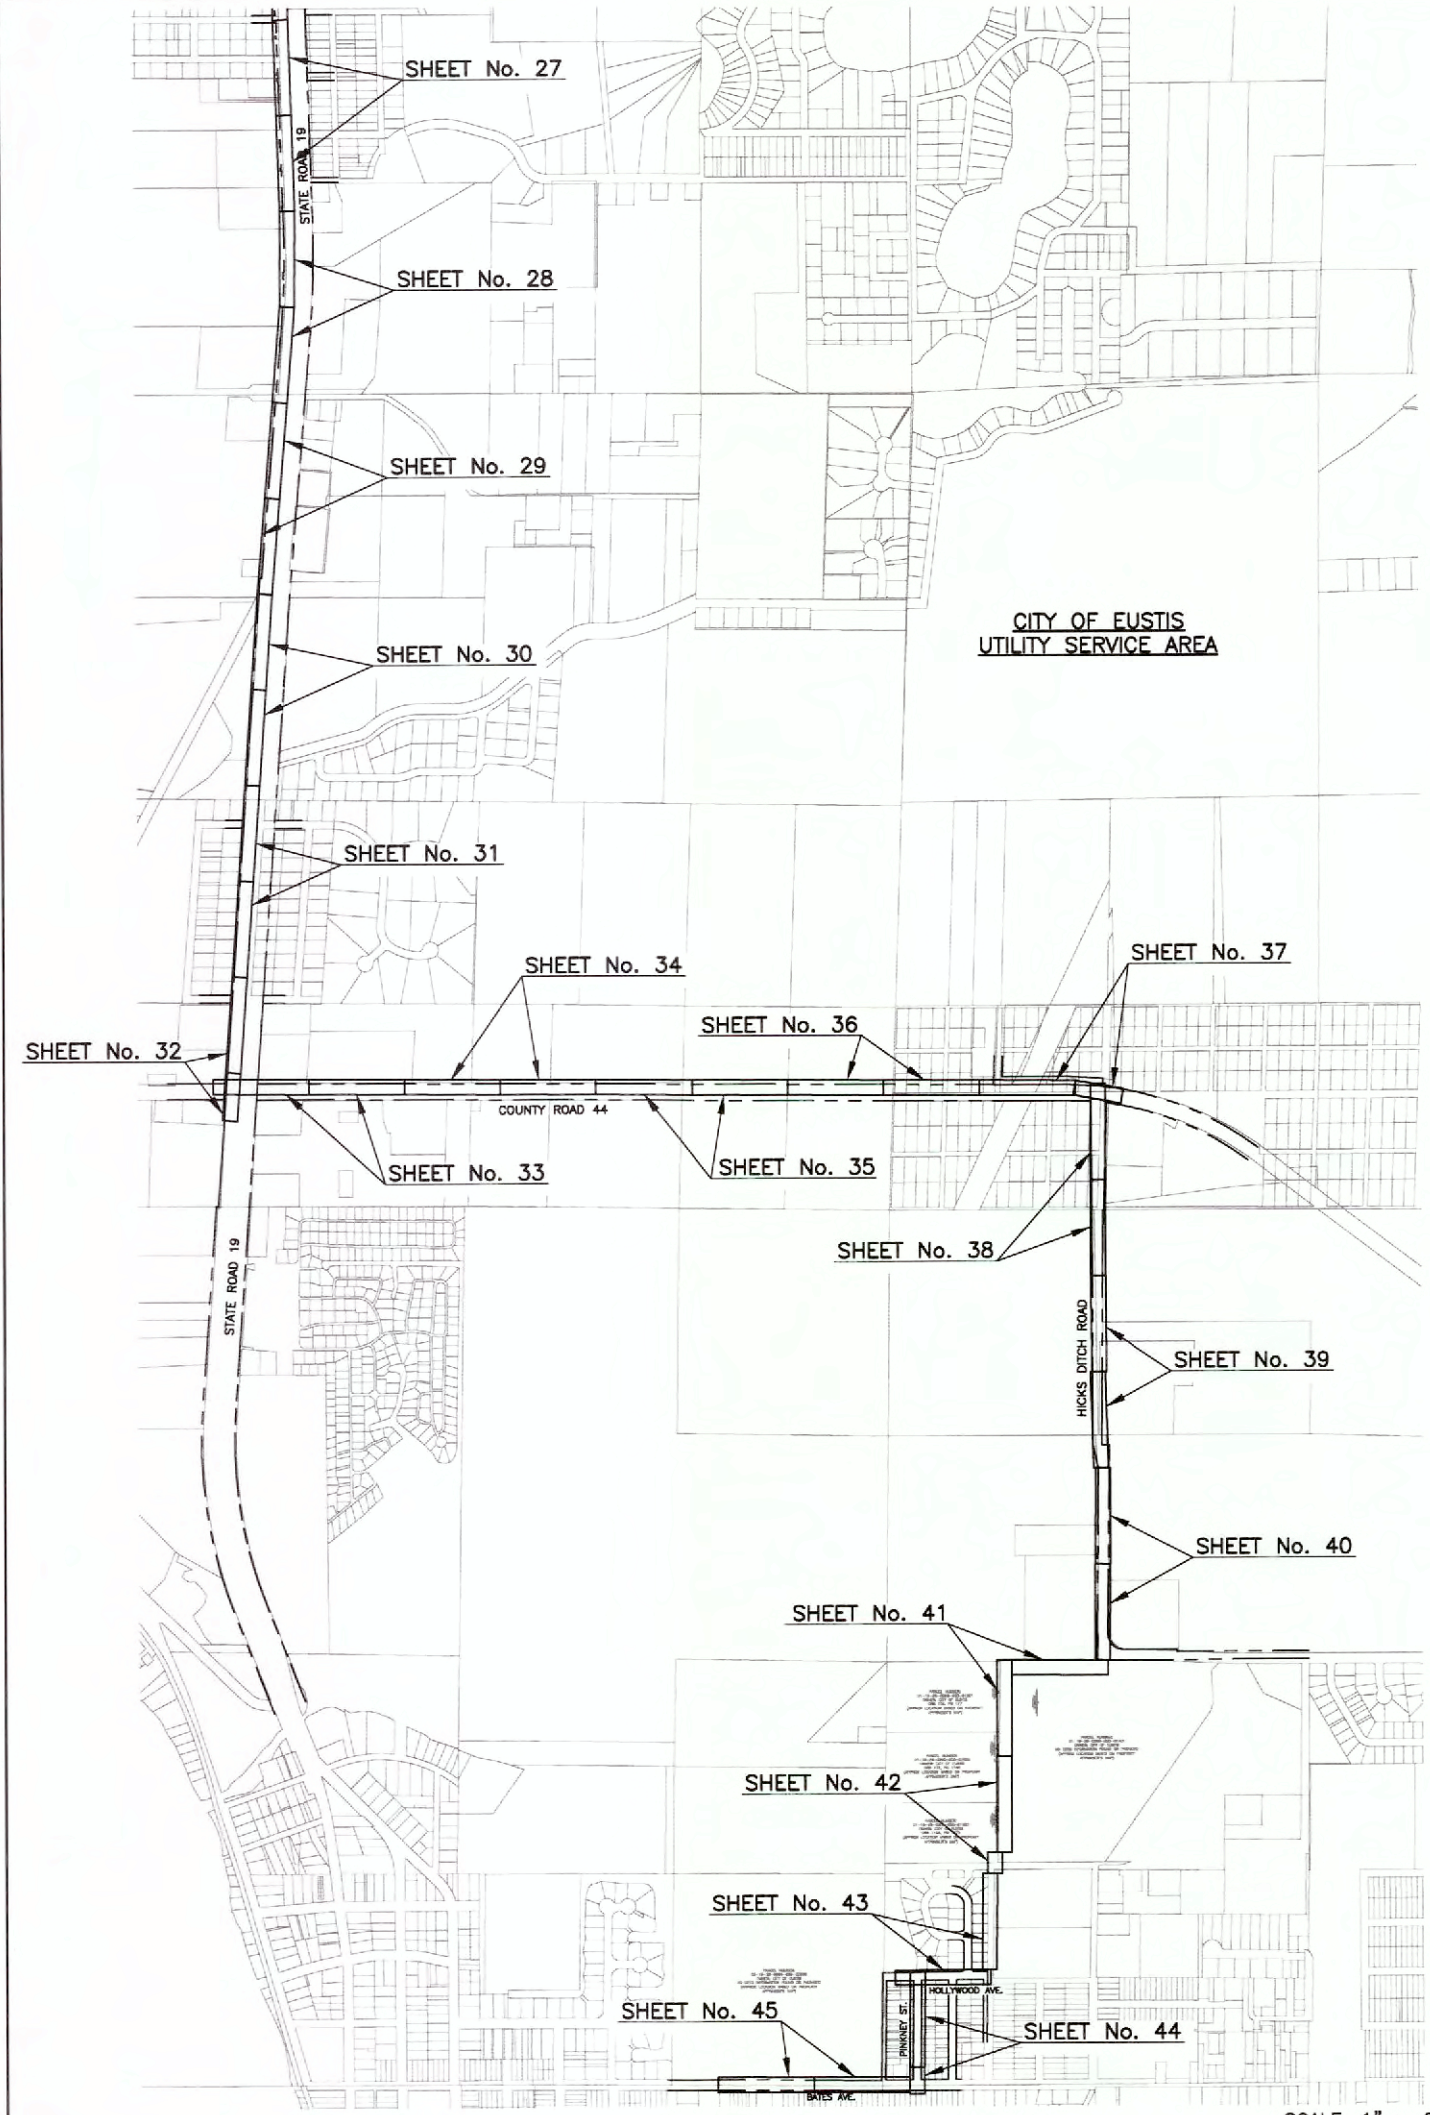 SHEET No. 27
STATE ROAD 19
SHEET No. 28
SHEET No. 29
CITY OF EUSTIS
UTILITY SERVICE AREA
SHEET No. 30
SHEET No. 31
SHEET No. 37
SHEET No. 34
SHEET No. 36
SHEET No. 32
COUNTY ROAD 44
SHEET No. 33
SHEET No. 35
STATE ROAD 19
SHEET No. 38
HICKS DITCH ROAD
SHEET No. 39
SHEET No. 40
SHEET No. 41
SHEET No. 42
SHEET No. 43
HOLLYWOOD AVE.
PINKNEY ST.
SHEET No. 45
SHEET No. 44
BATES AVE.